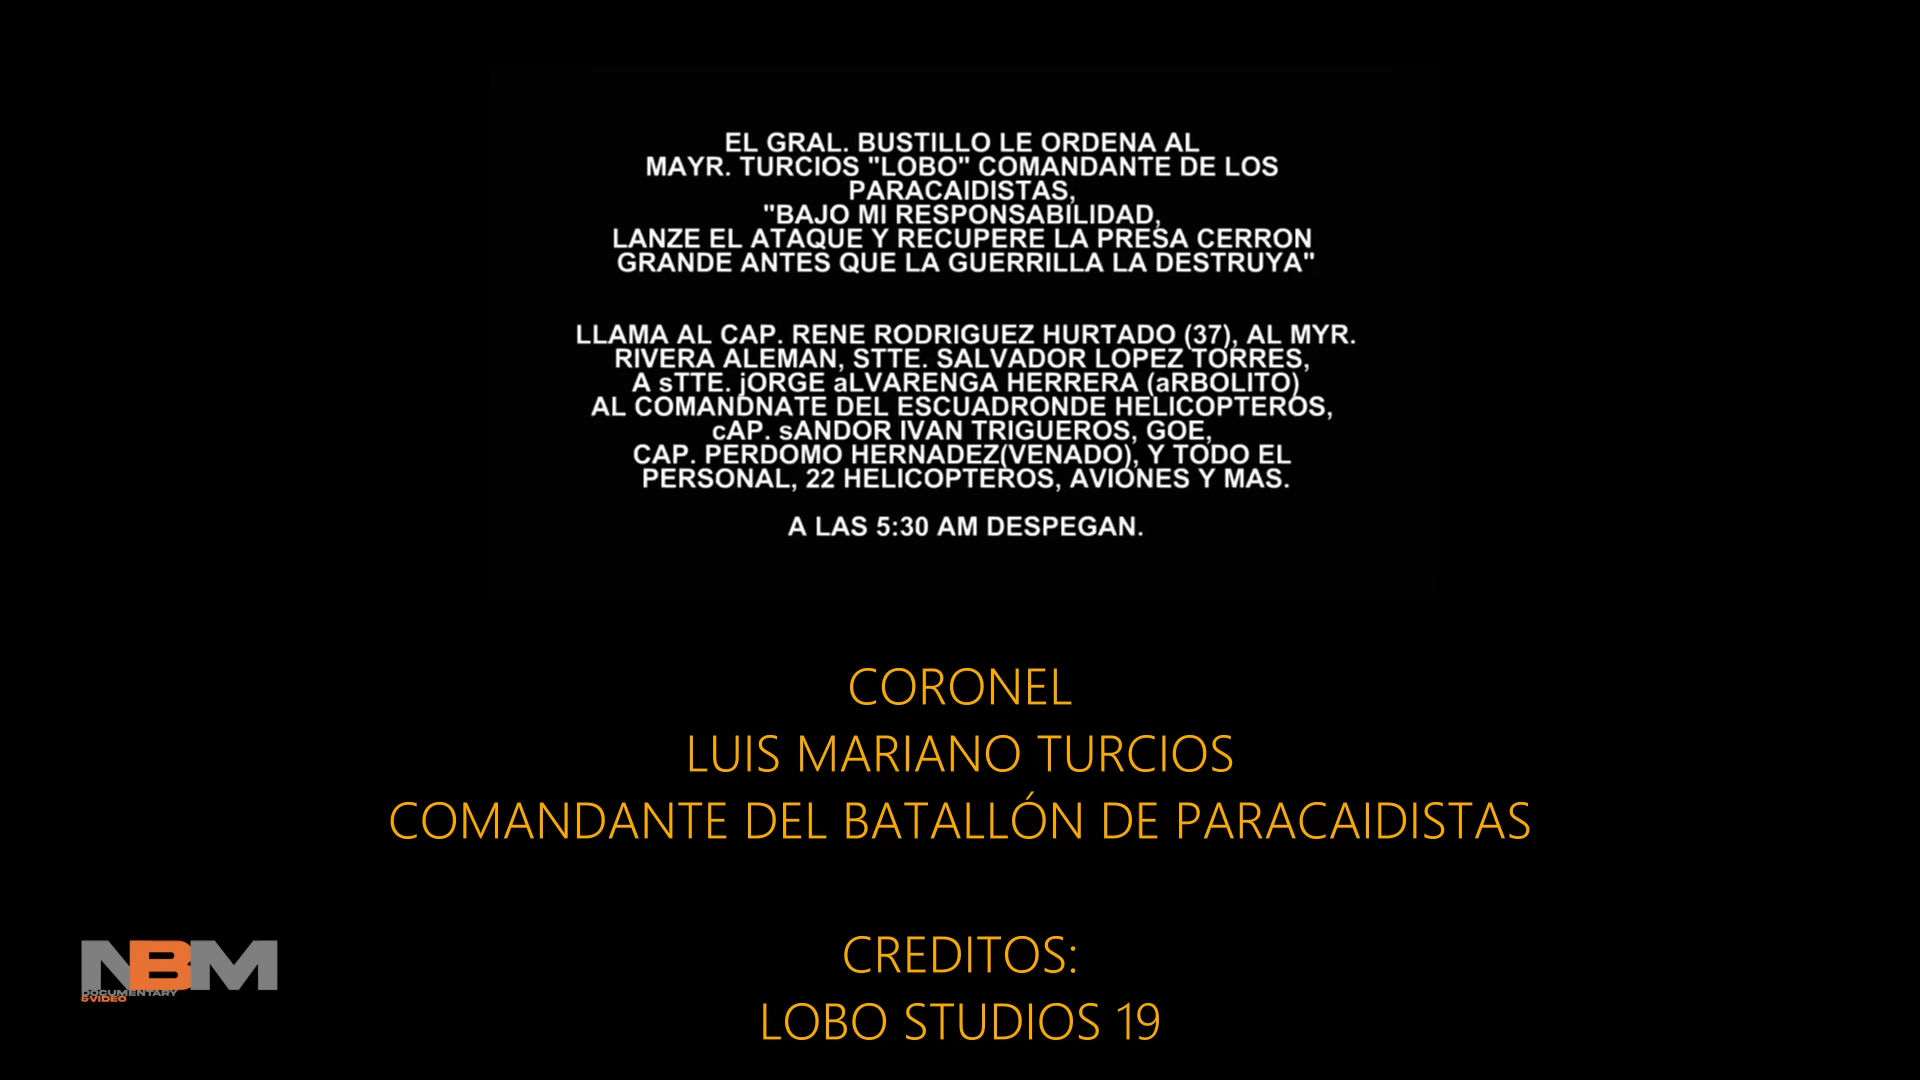 EL GRAL. BUSTILLO LE ORDENA AL
MAYR. TURCIOS "LOBO" COMANDANTE DE LOS
PARACAIDISTAS,
"BAJO MI RESPONSABILIDAD,
LANZE EL ATAQUE Y RECUPERE LA PRESA CERRON
GRANDE ANTES QUE LA GUERRILLA LA DESTRUYA"
LLAMA AL CAP. RENE RODRIGUEZ HURTADO (37), AL MYR.
RIVERA ALEMAN, STTE. SALVADOR LOPEZ TORRES,
A sTTE. jORGE aLVARENGA HERRERA (aRBOLITO)
AL COMANDNATE DEL ESCUADRONDE HELICOPTEROS,
cAP. sANDOR IVAN TRIGUEROS, GOE,
CAP. PERDOMO HERNADEZ(VENADO), Y TODO EL
PERSONAL, 22 HELICOPTEROS, AVIONES Y MAS.
A LAS 5:30 AM DESPEGAN.
CORONEL
LUIS MARIANO TURCIOS
COMANDANTE DEL BATALLÓN DE PARACAIDISTAS
CREDITOS:
LOBO STUDIOS 19
NBM
DOCUMENTARY
&VIDEO